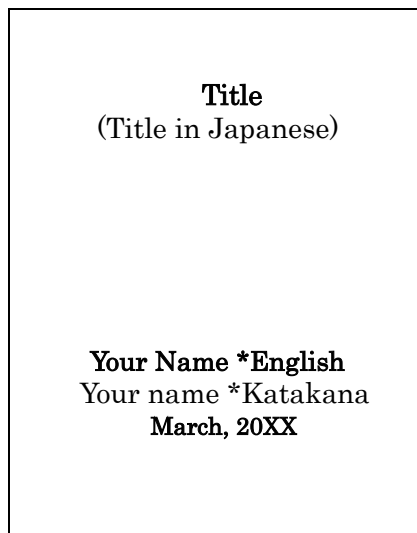 Title
(Title in Japanese)
Your Name *English
Your name *Katakana
March, 20XX